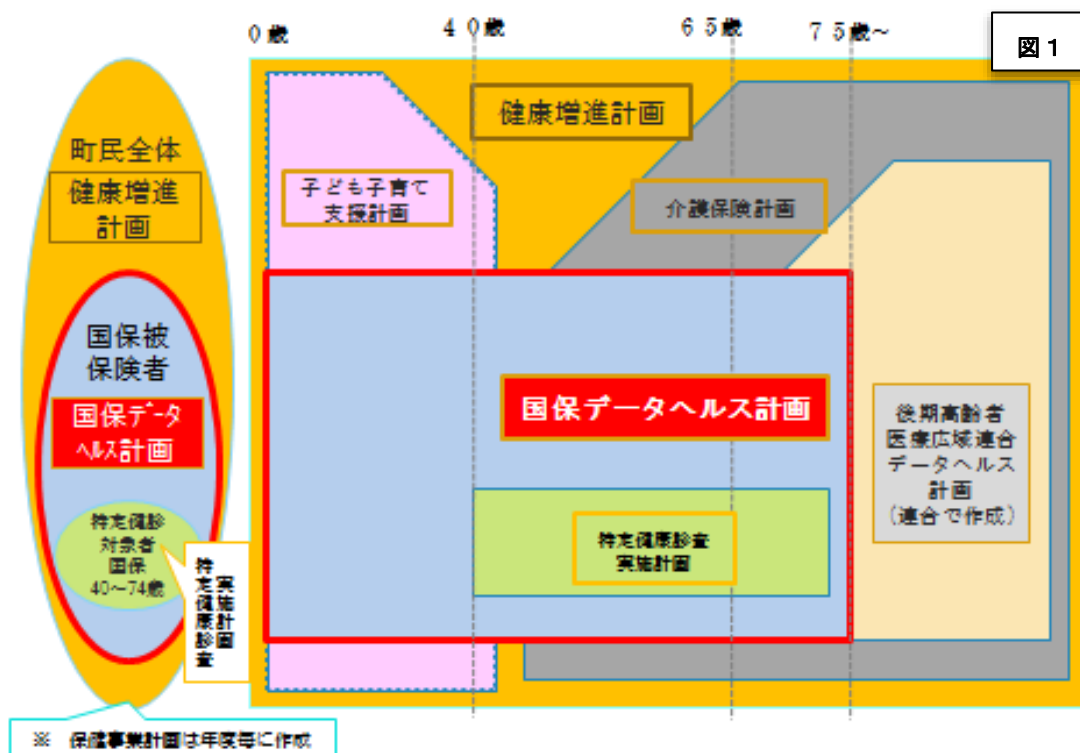 0歳
40歳
65歳
75歳~
図1
町民全体
健康増進
計画
国保被
保険者
国保データ
ヘルス計画
特定健診
対象者
国保
40~74歳
特定健康診査
実施計画
※ 保健事業計画は年度毎に作成
健康増進計画
子ども子育て
支援計画
介護保険計画
国保データヘルス計画
特定健康診査
実施計画
後期高齢者
医療広域連合
データヘルス
計画
(連合で作成)